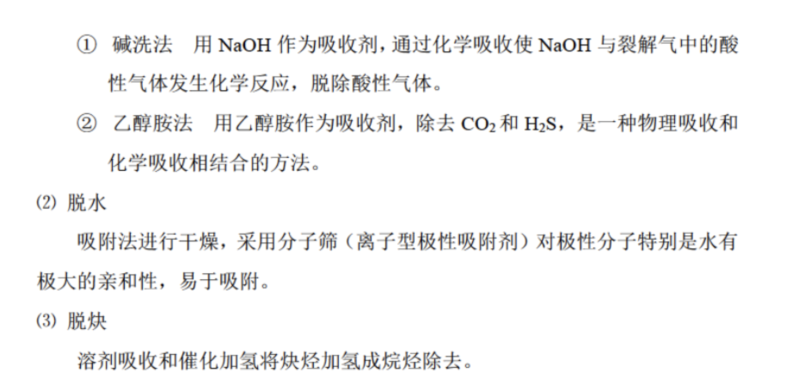 ① 碱洗法 用 NaOH 作为吸收剂，通过化学吸收使 NaOH 与裂解气中的酸
性气体发生化学反应，脱除酸性气体。
② 乙醇胺法 用乙醇胺作为吸收剂，除去 CO₂和 H₂S，是一种物理吸收和
化学吸收相结合的方法。
⑵ 脱水
吸附法进行干燥，采用分子筛（离子型极性吸附剂）对极性分子特别是水有
极大的亲和性，易于吸附。
⑶ 脱炔
溶剂吸收和催化加氢将炔烃加氢成烷烃除去。